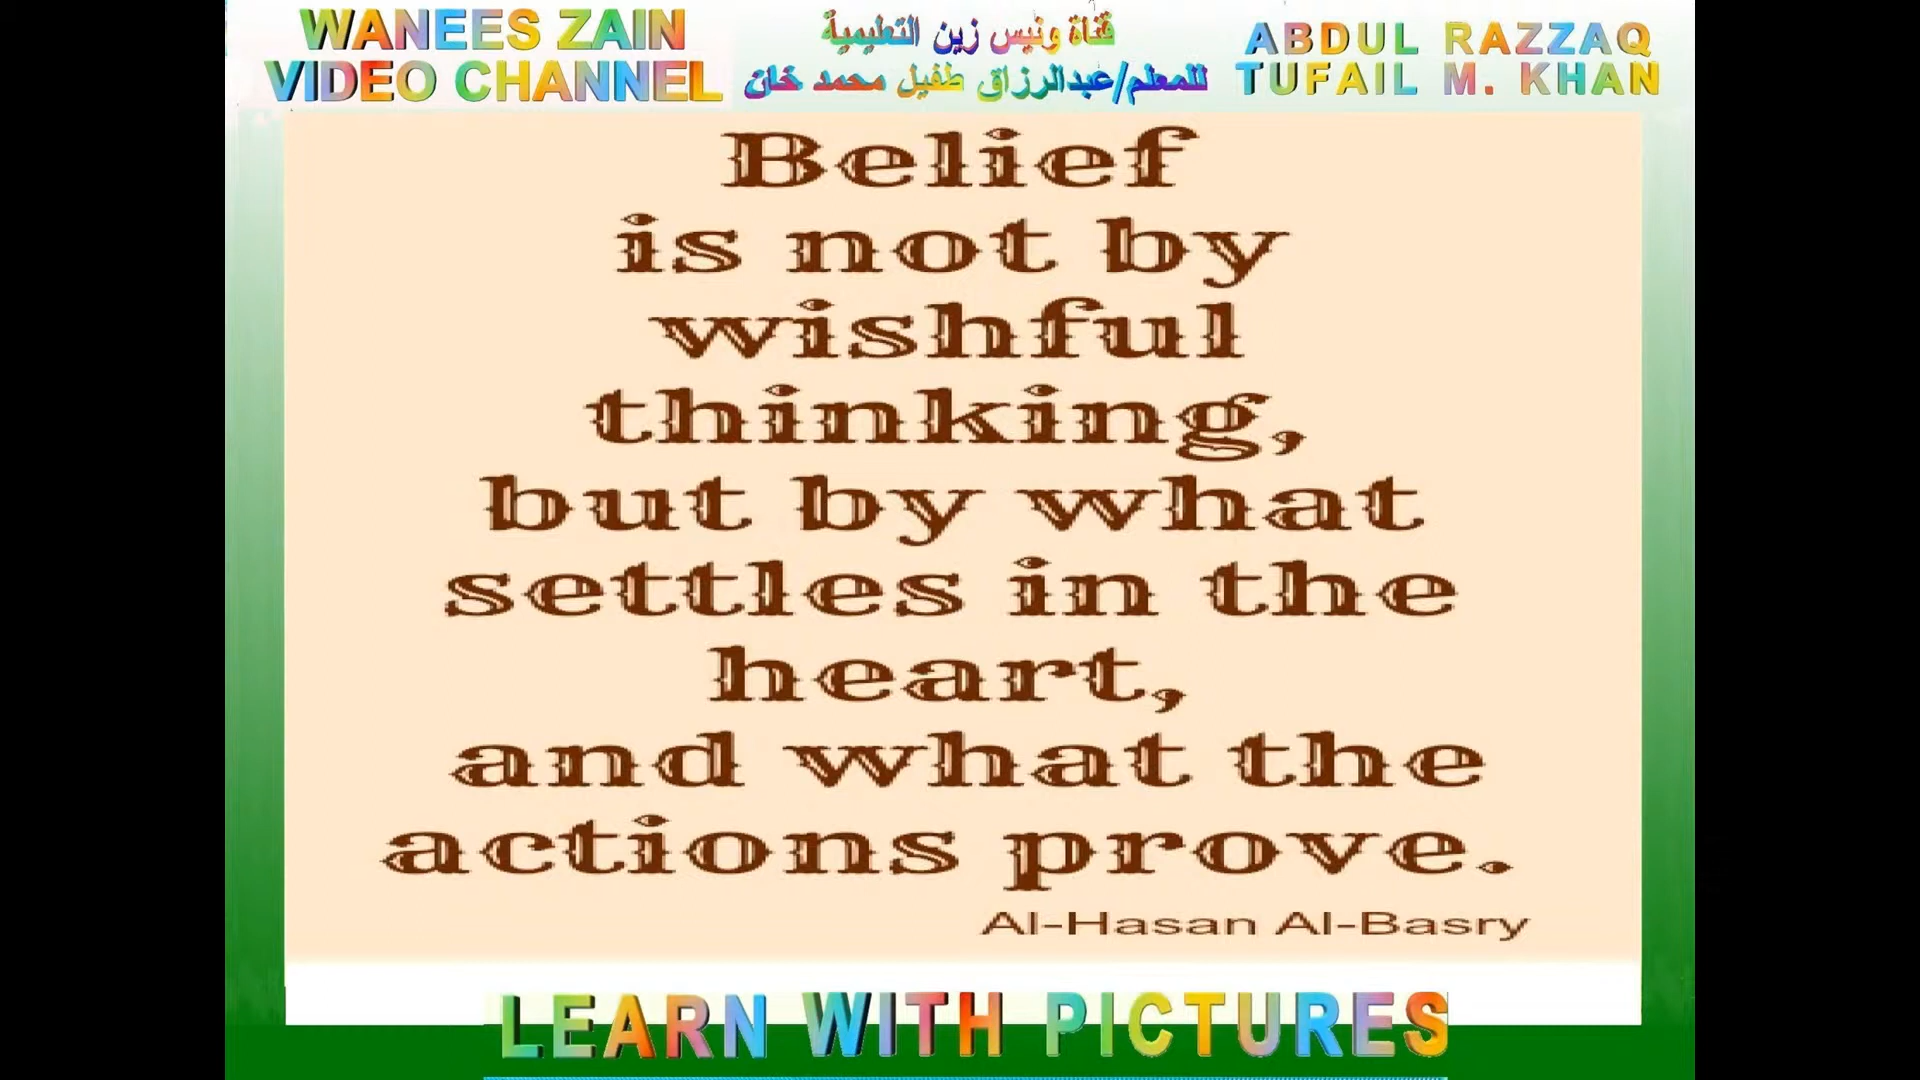 WANEES ZAIN
VIDEO CHANNEL
قناة ونيس زين التعليمية
للمعلم/عبدالرزاق طفيل محمد خان
ABDUL RAZZAQ
TUFAIL M. KHAN
Belief
is not by
wishful
thinking,
but by what
settles in the
heart,
and what the
actions prove.
Al-Hasan Al-Basry
LEARN WITH PICTURES